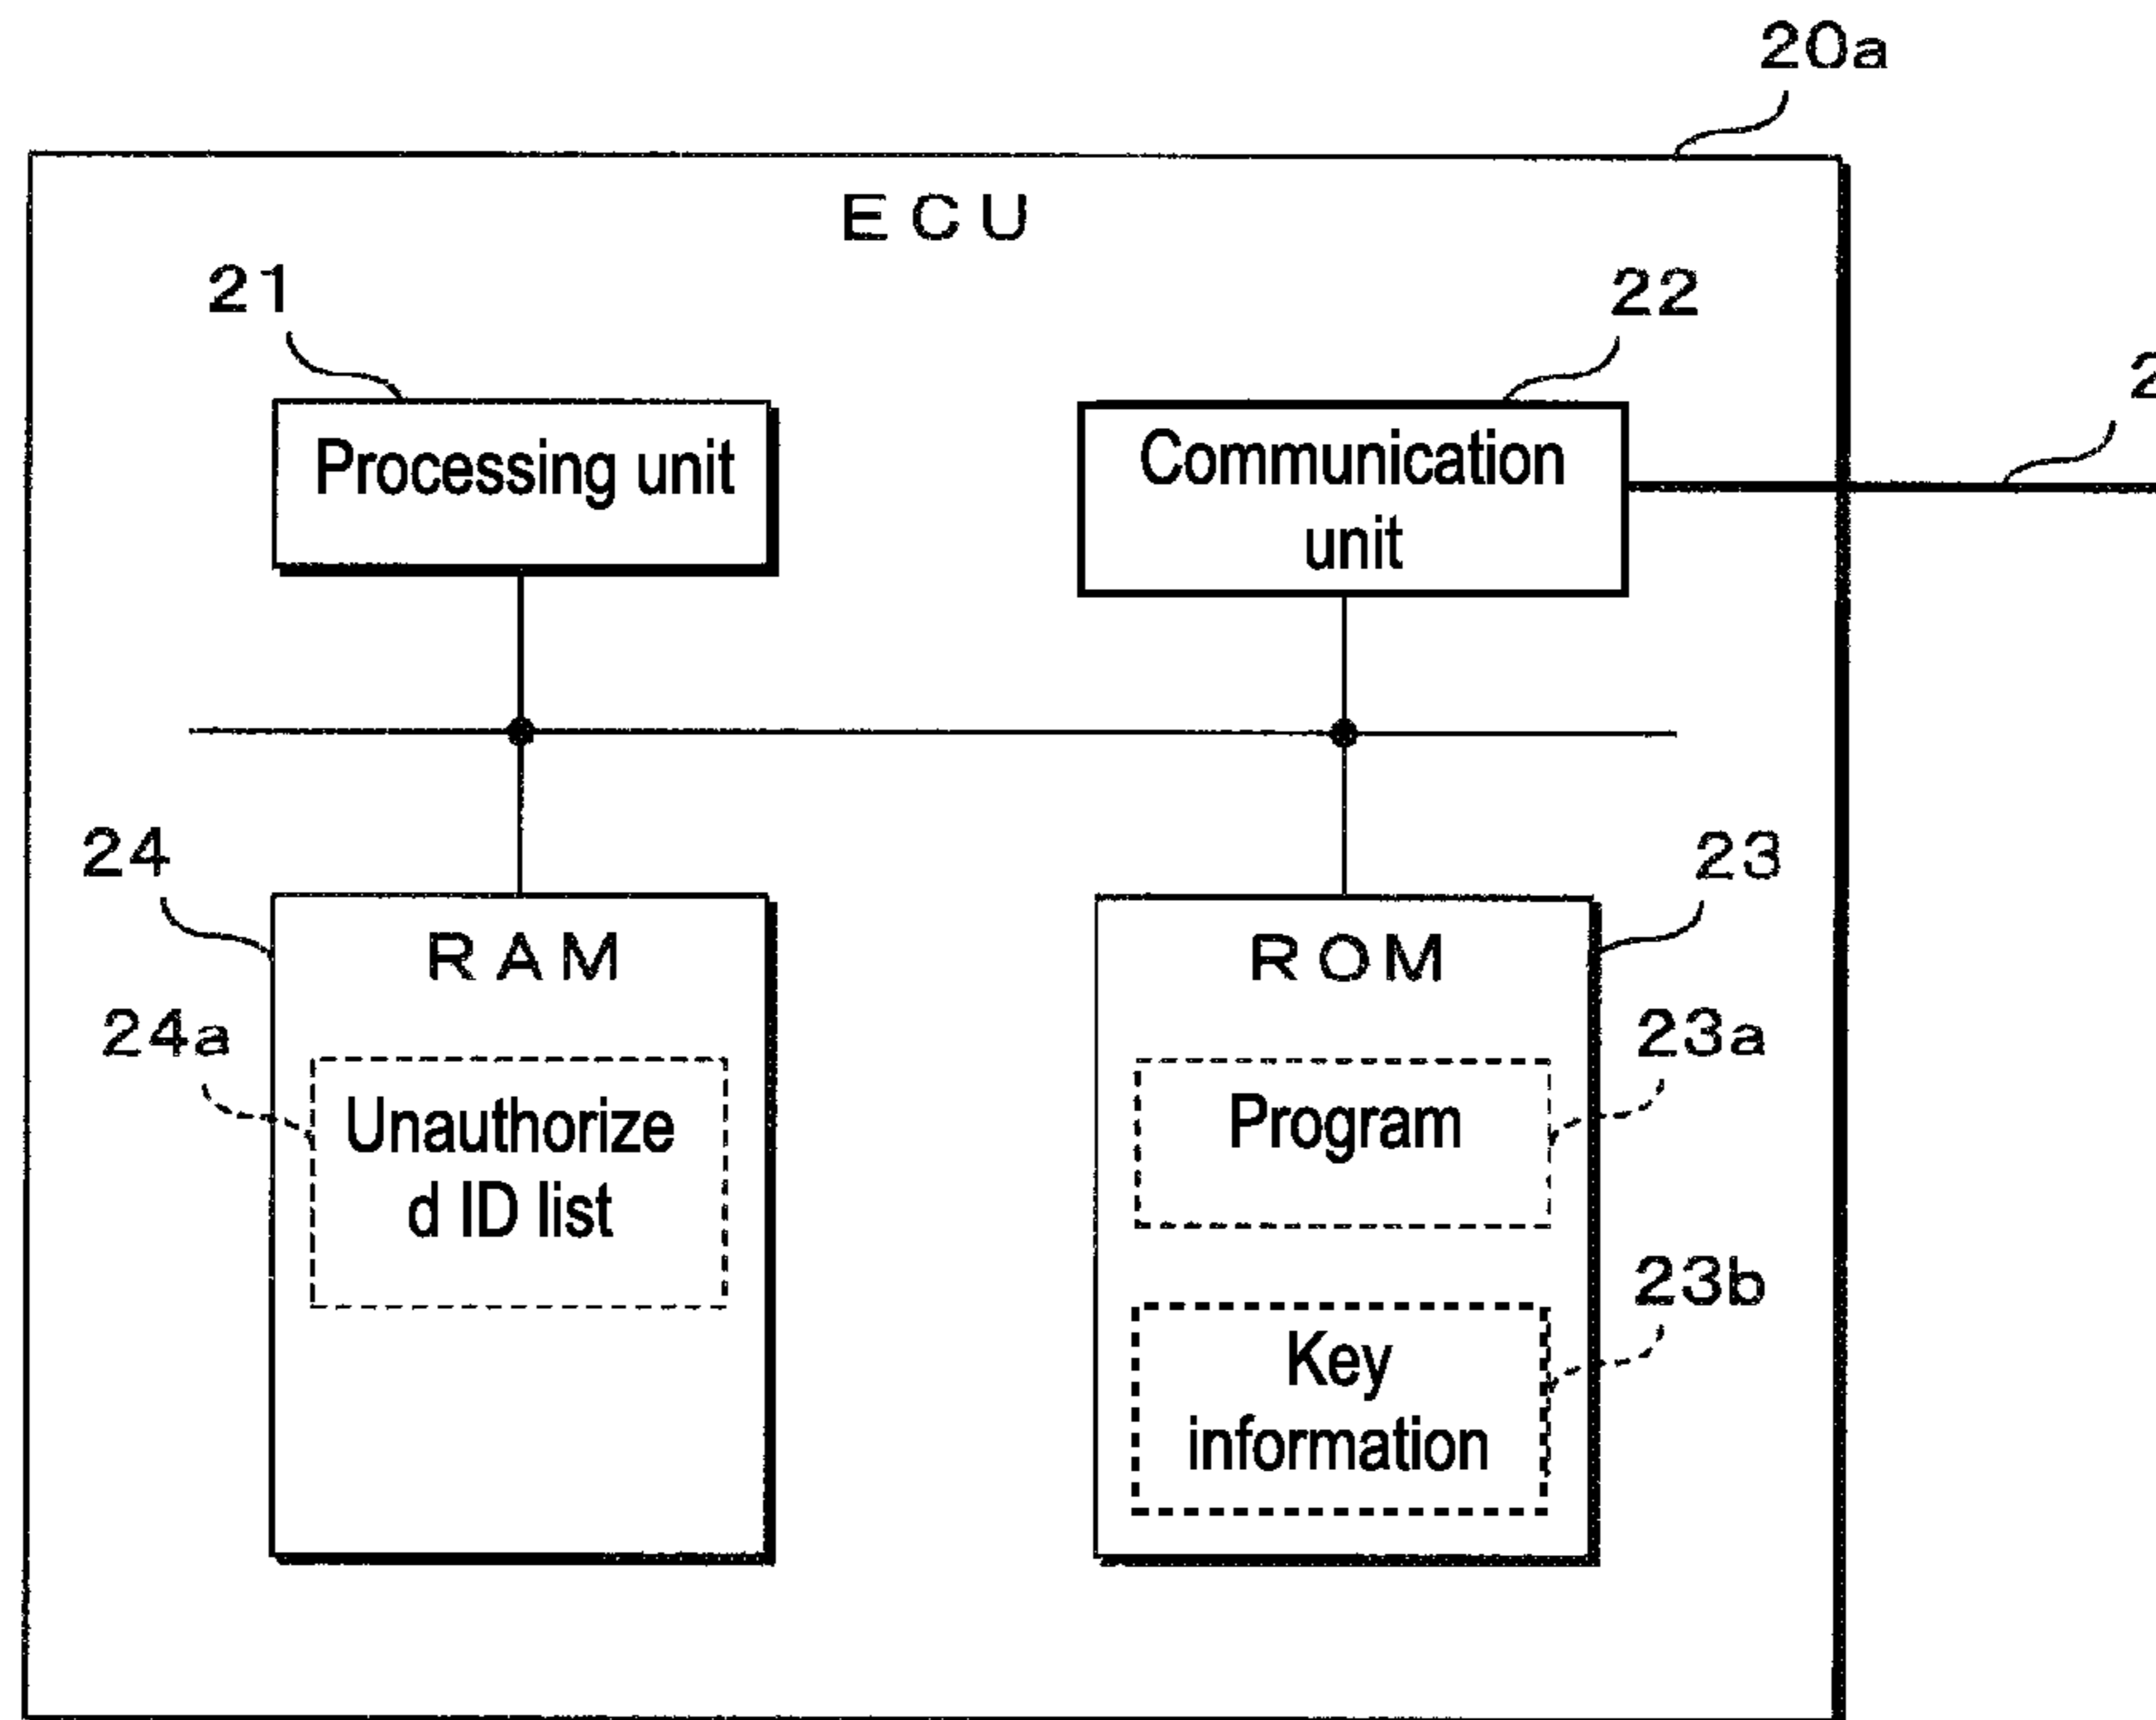 20a
ECU
21
22
2
Processing unit
Communication
unit
24
23
RAM
ROM
24a
23a
Unauthorize
d ID list
Program
23b
Key
information